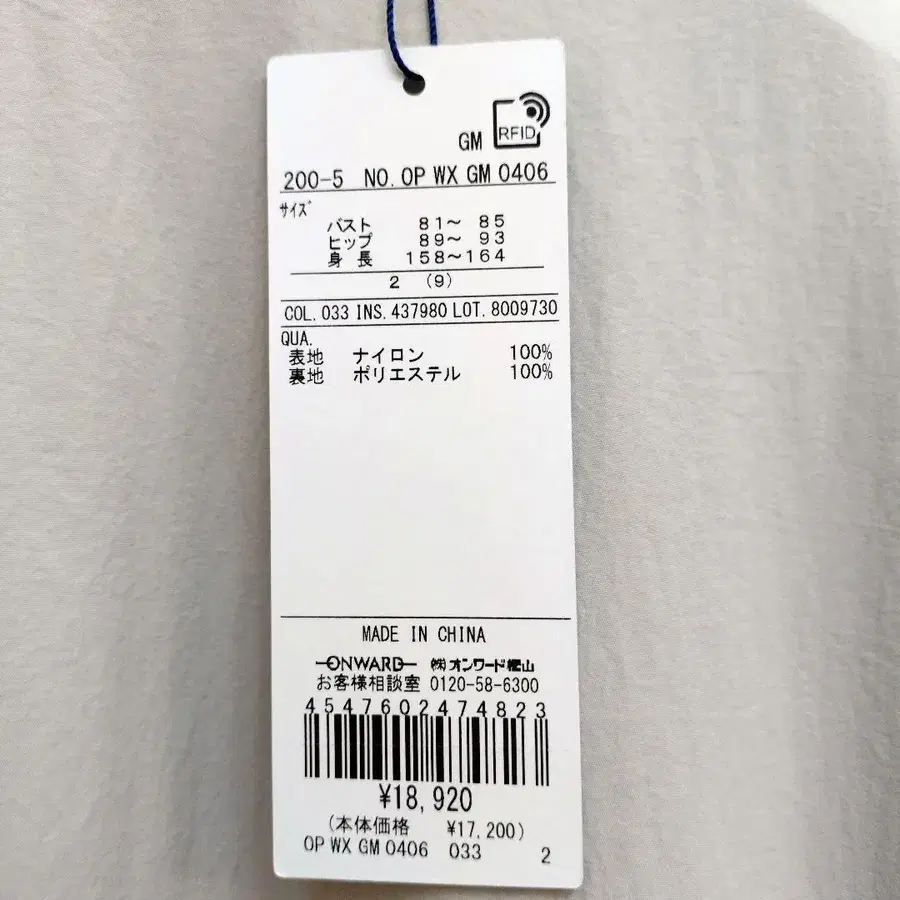 GM RFID
200-5 NO. OP WX GM 0406
サイズ
バスト 81～ 85
ヒップ 89～ 93
身 長 158～164
2 (9)
COL. 033 INS. 437980 LOT. 8009730
QUA.
表地 ナイロン 100%
裏地 ポリエステル 100%
MADE IN CHINA
ONWARD ㈱オンワード樫山
お客様相談室 0120-58-6300
4547602474823
¥18,920
(本体価格 ¥17,200)
OP WX GM 0406 033 2